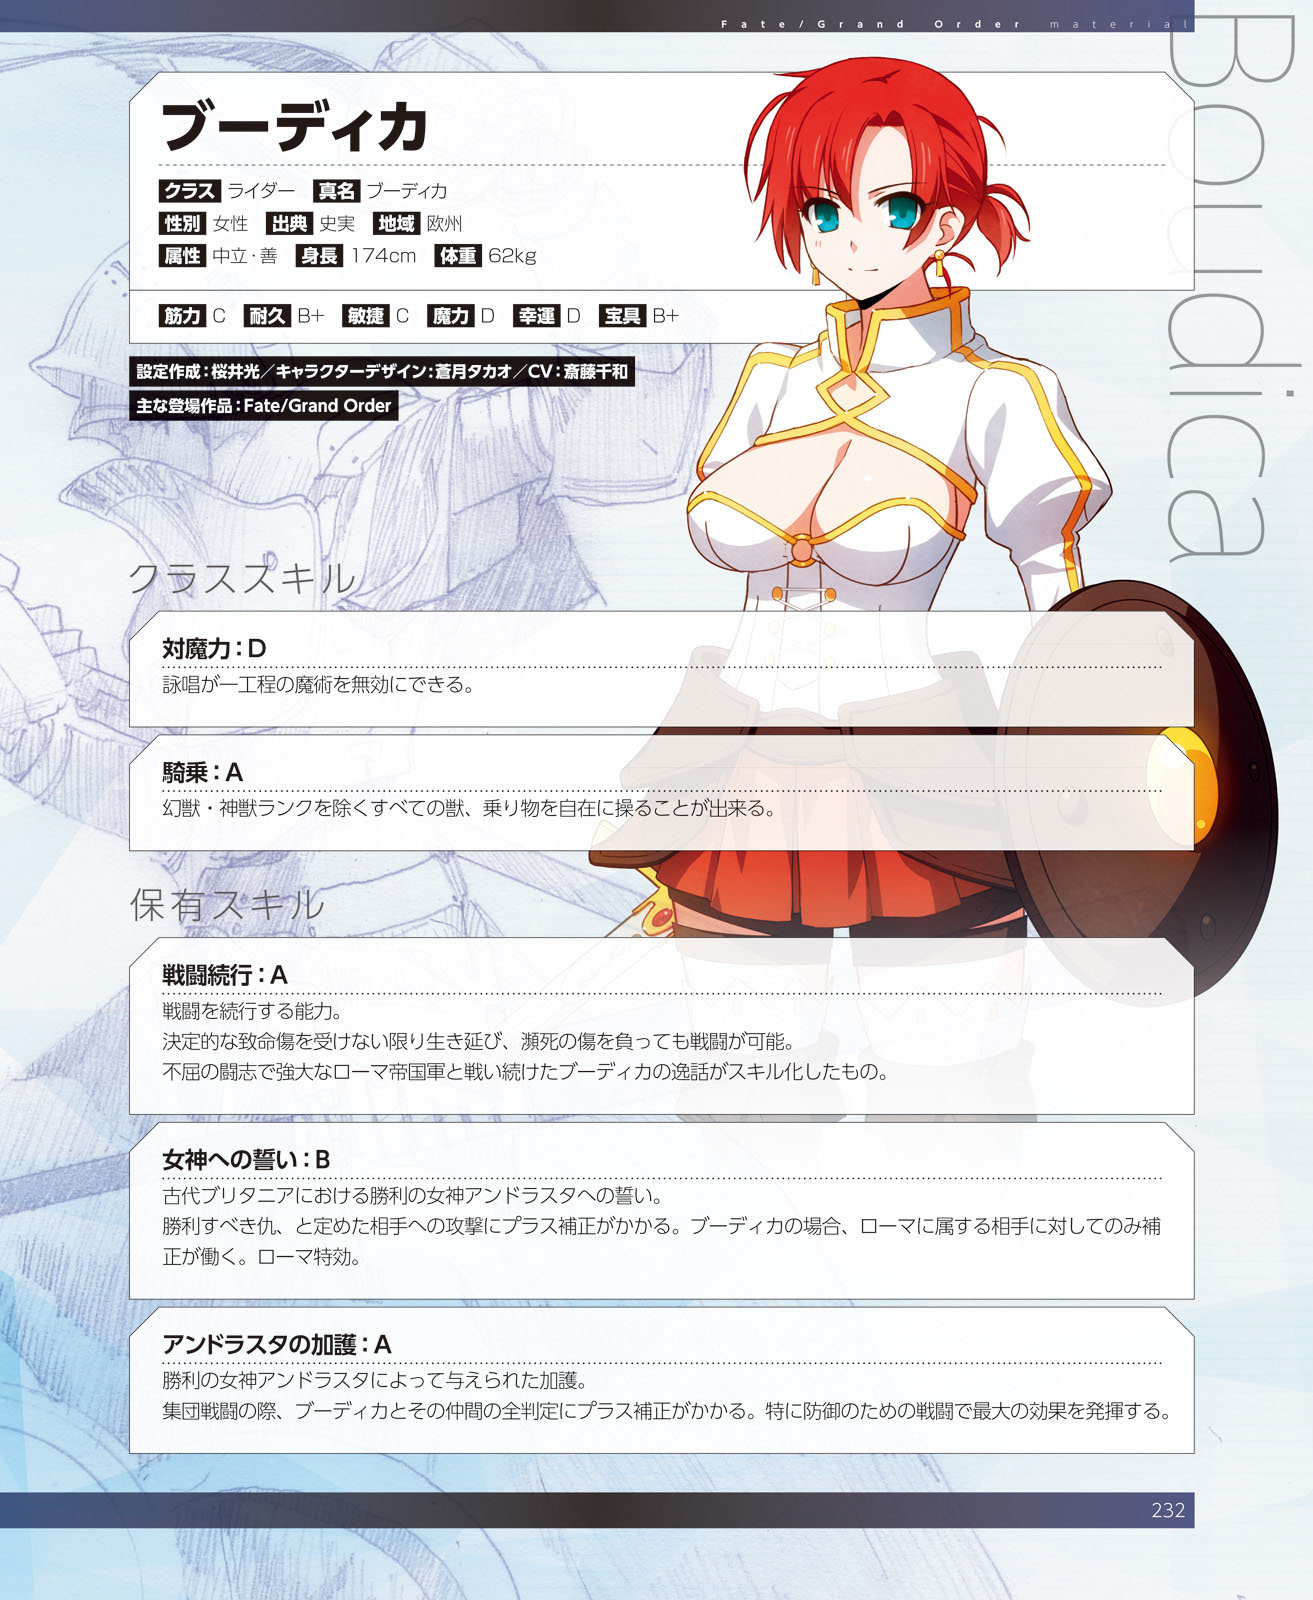 Fate/Grand Order material
Boudica
ブーディカ
クラス ライダー 真名 ブーディカ
性別 女性 出典 史実 地域 欧州
属性 中立・善 身長 174cm 体重 62kg
筋力 C 耐久 B+ 敏捷 C 魔力 D 幸運 D 宝具 B+
設定作成：桜井光／キャラクターデザイン：蒼月タカオ／CV：斎藤千和
主な登場作品：Fate/Grand Order
クラススキル
対魔力：D
詠唱が一工程の魔術を無効にできる。
騎乗：A
幻獣・神獣ランクを除くすべての獣、乗り物を自在に操ることが出来る。
保有スキル
戦闘続行：A
戦闘を続行する能力。
決定的な致命傷を受けない限り生き延び、瀕死の傷を負っても戦闘が可能。
不屈の闘志で強大なローマ帝国軍と戦い続けたブーディカの逸話がスキル化したもの。
女神への誓い：B
古代ブリタニアにおける勝利の女神アンドラスタへの誓い。
勝利すべき仇、と定めた相手への攻撃にプラス補正がかかる。ブーディカの場合、ローマに属する相手に対してのみ補
正が働く。ローマ特効。
アンドラスタの加護：A
勝利の女神アンドラスタによって与えられた加護。
集団戦闘の際、ブーディカとその仲間の全判定にプラス補正がかかる。特に防御のための戦闘で最大の効果を発揮する。
232